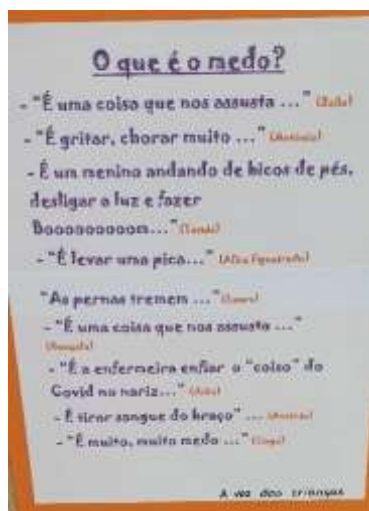 O que é o medo?
- "É uma coisa que nos assusta ..."
- "É gritar, chorar muito ..."
- É um menino andando de bicos de pés,
desligar a luz e fazer
Booooooooom..."
- "É levar uma pica..."
"As pernas tremem ..."
- "É uma coisa que nos assusta ..."
- "É a enfermeira enfiar o "coiso" do
Covid no nariz..."
- É tirar sangue do braço" ...
- "É muito, muito medo ..."
A voz das crianças